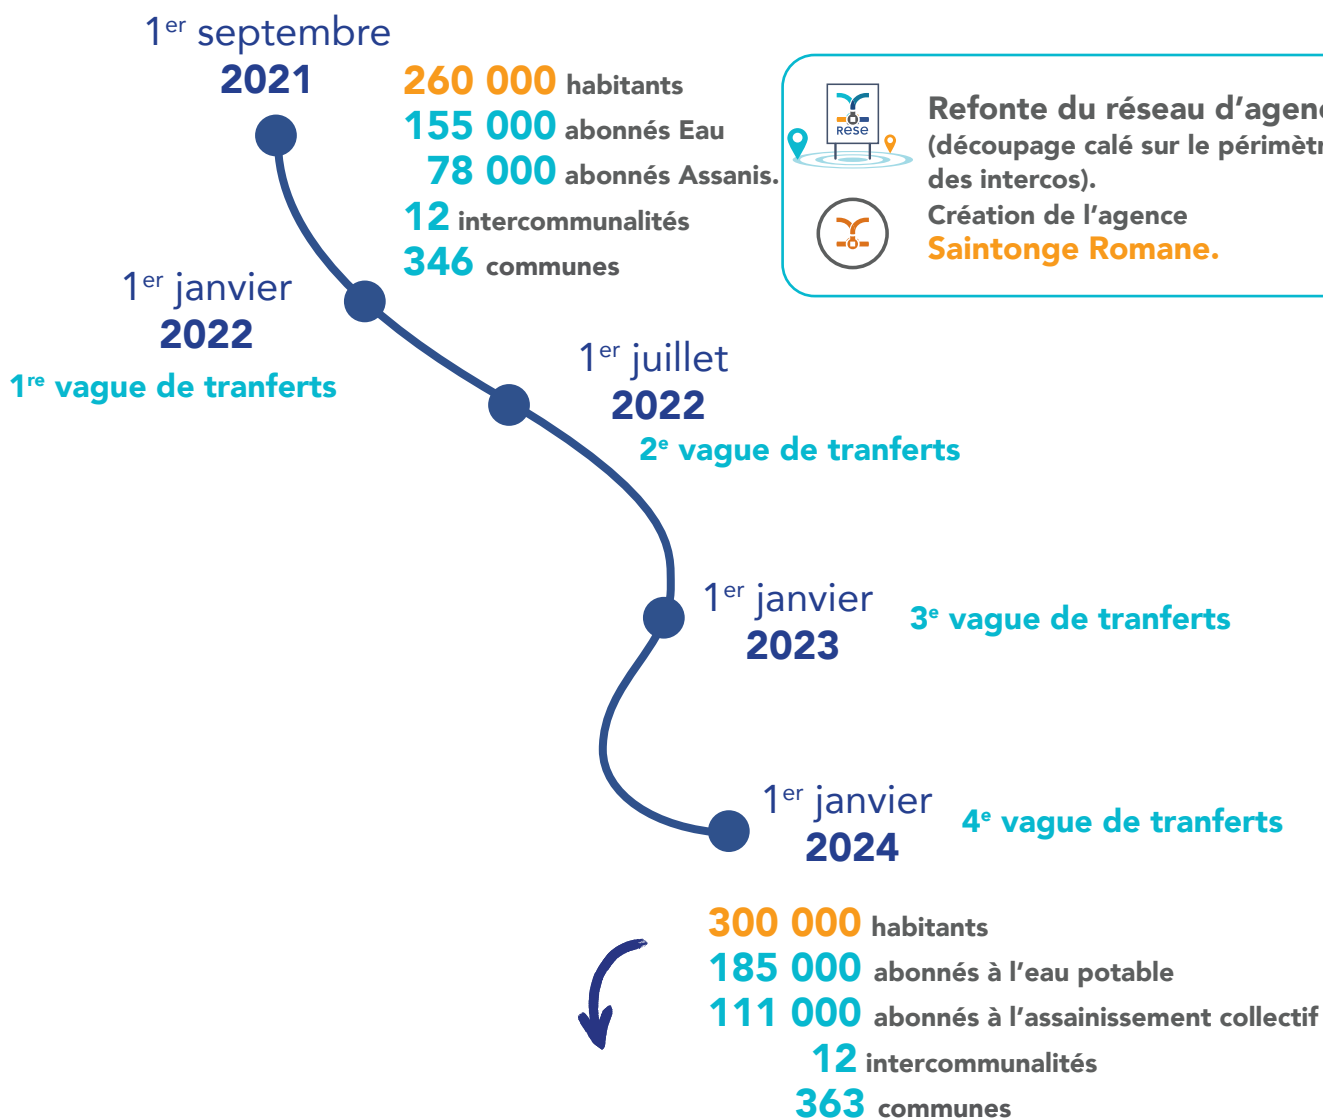 1er septembre
2021
260 000 habitants
155 000 abonnés Eau
78 000 abonnés Assanis.
12 intercommunalités
346 communes
RESE
Refonte du réseau d’agenc
(découpage calé sur le périmètr
des intercos).
Création de l’agence
Saintonge Romane.
1er janvier
2022
1re vague de tranferts
1er juillet
2022
2e vague de tranferts
1er janvier
2023
3e vague de tranferts
1er janvier
2024
4e vague de tranferts
300 000 habitants
185 000 abonnés à l’eau potable
111 000 abonnés à l’assainissement collectif
12 intercommunalités
363 communes